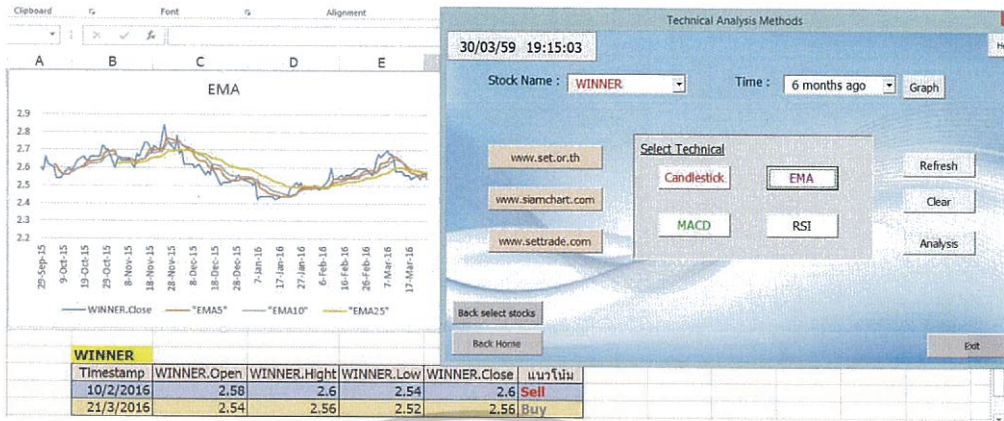 Clipboard Font Alignment
fx
A B C D E
EMA
2.9
2.8
2.7
2.6
2.5
2.4
2.3
2.2
29-Sep-15 9-Oct-15 19-Oct-15 29-Oct-15 8-Nov-15 18-Nov-15 28-Nov-15 8-Dec-15 18-Dec-15 28-Dec-15 7-Jan-16 17-Jan-16 27-Jan-16 6-Feb-16 16-Feb-16 26-Feb-16 7-Mar-16 17-Mar-16
WINNER.Close "EMA5" "EMA10" "EMA25"
Technical Analysis Methods
30/03/59 19:15:03
Stock Name : WINNER Time : 6 months ago Graph
www.set.or.th
www.siamchart.com
www.settrade.com
Select Technical
Candlestick EMA
MACD RSI
Refresh
Clear
Analysis
Back select stocks
Back Home
Exit
WINNER
Timestamp WINNER.Open WINNER.Hight WINNER.Low WINNER.Close แนวโน้ม
10/2/2016 2.58 2.6 2.54 2.6 Sell
21/3/2016 2.54 2.56 2.52 2.56 Buy